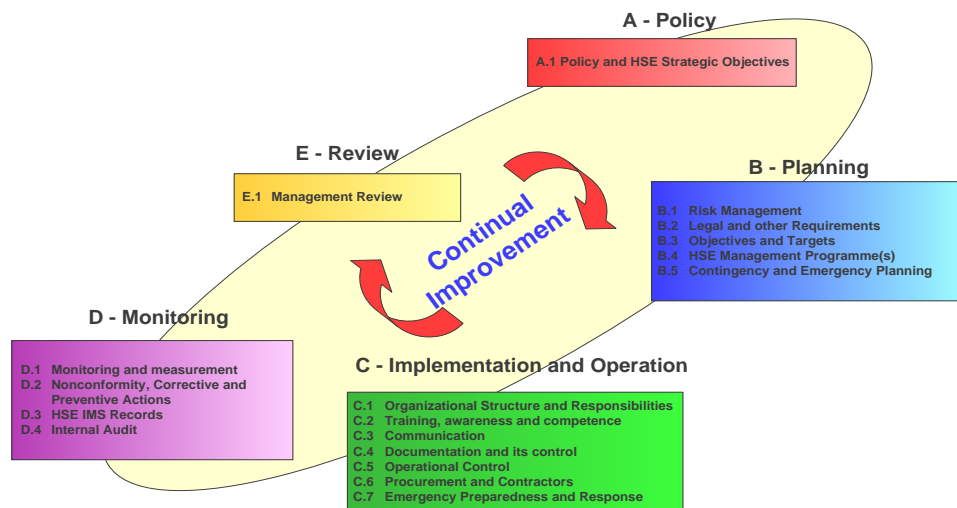 A - Policy
A.1 Policy and HSE Strategic Objectives
E - Review
E.1 Management Review
B - Planning
B.1 Risk Management
B.2 Legal and other Requirements
B.3 Objectives and Targets
B.4 HSE Management Programme(s)
B.5 Contingency and Emergency Planning
Continual
Improvement
D - Monitoring
D.1 Monitoring and measurement
D.2 Nonconformity, Corrective and
Preventive Actions
D.3 HSE IMS Records
D.4 Internal Audit
C - Implementation and Operation
C.1 Organizational Structure and Responsibilities
C.2 Training, awareness and competence
C.3 Communication
C.4 Documentation and its control
C.5 Operational Control
C.6 Procurement and Contractors
C.7 Emergency Preparedness and Response